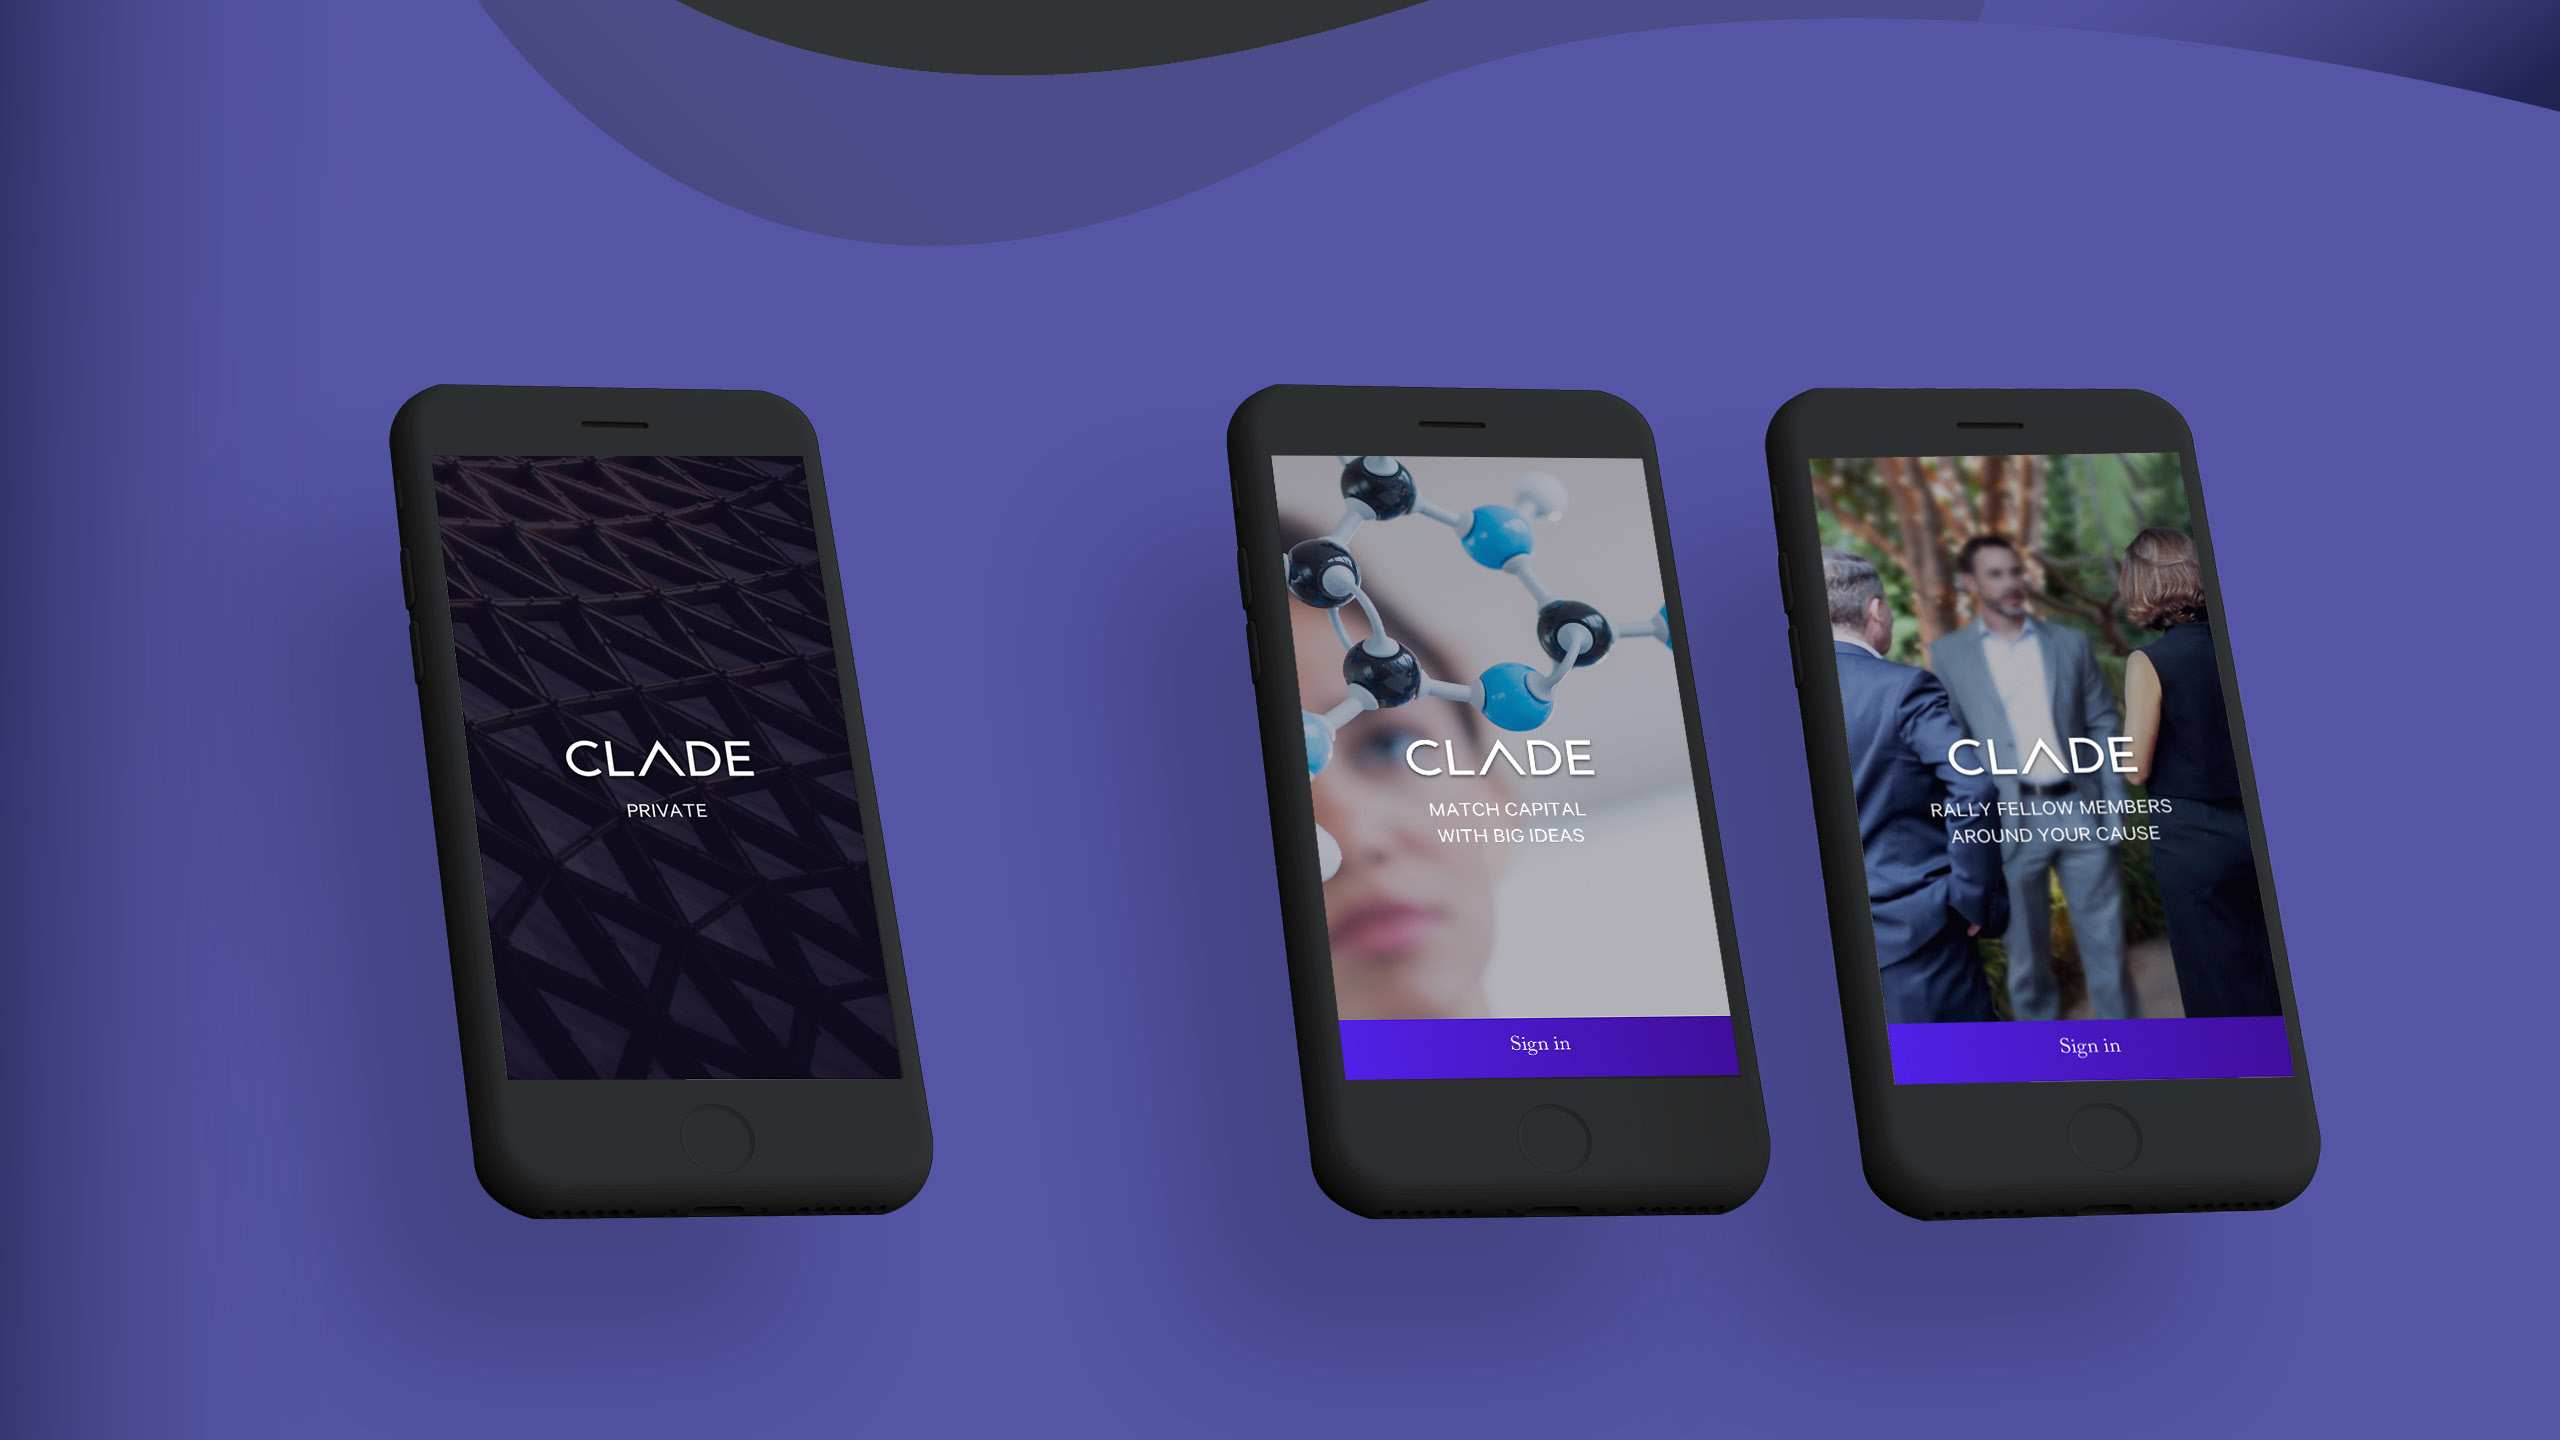 CLADE
PRIVATE
CLADE
MATCH CAPITAL
WITH BIG IDEAS
Sign in
CLADE
RALLY FELLOW MEMBERS
AROUND YOUR CAUSE
Sign in